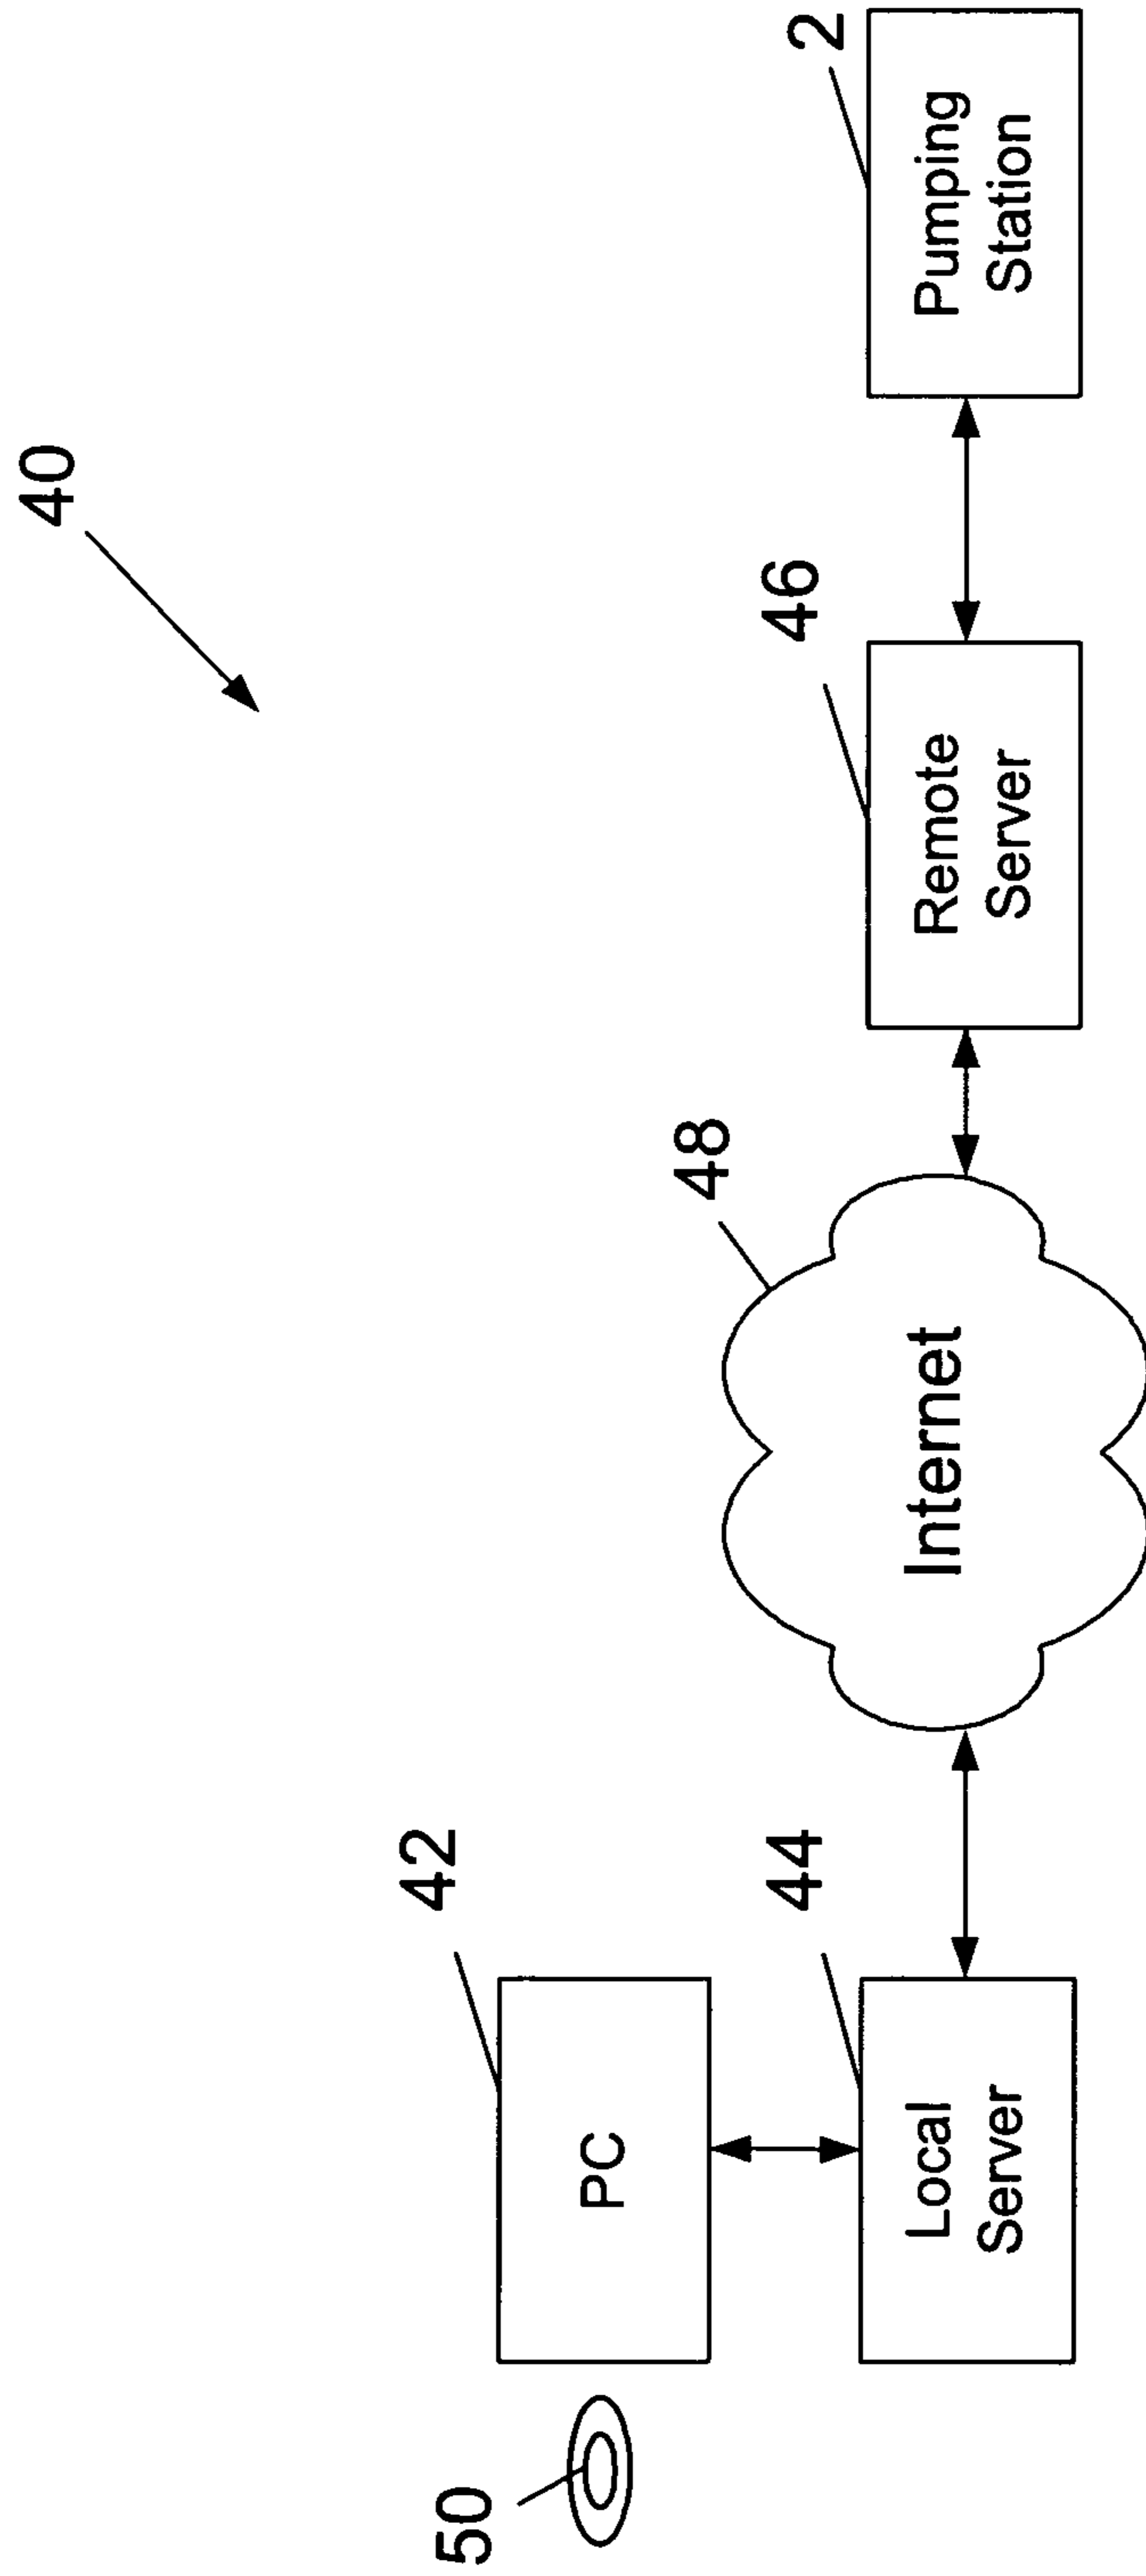 40
50
42
PC
44
Local
Server
48
Internet
46
Remote
Server
2
Pumping
Station